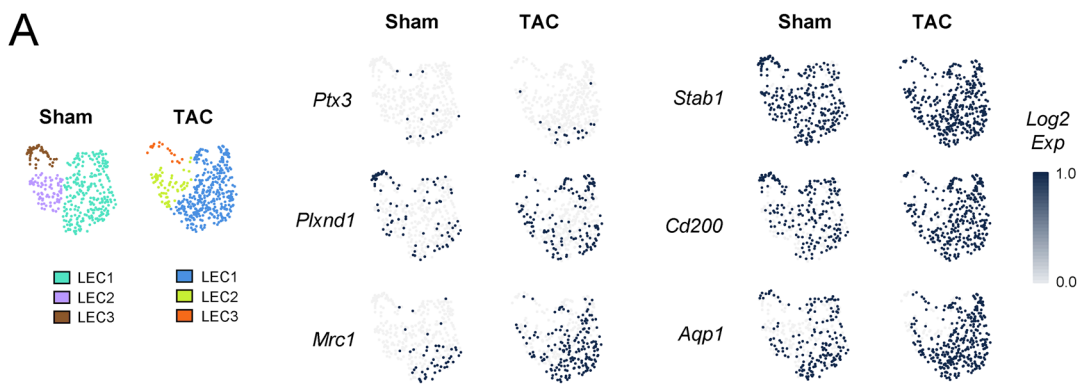 A
Sham TAC
LEC1 LEC1
LEC2 LEC2
LEC3 LEC3
Sham TAC
Ptx3
Plxnd1
Mrc1
Sham TAC
Stab1
Cd200
Aqp1
Log2
Exp
1.0
0.0